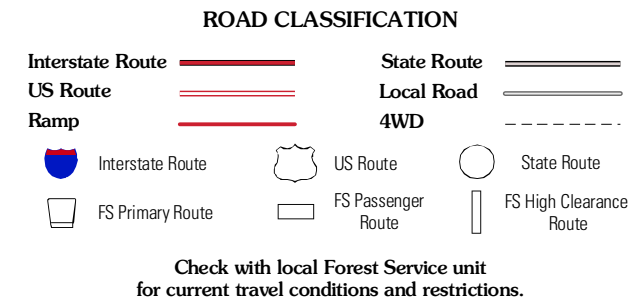 ROAD CLASSIFICATION
Interstate Route
State Route
US Route
Local Road
Ramp
4WD
Interstate Route
US Route
State Route
FS Primary Route
FS Passenger
Route
FS High Clearance
Route
Check with local Forest Service unit
for current travel conditions and restrictions.